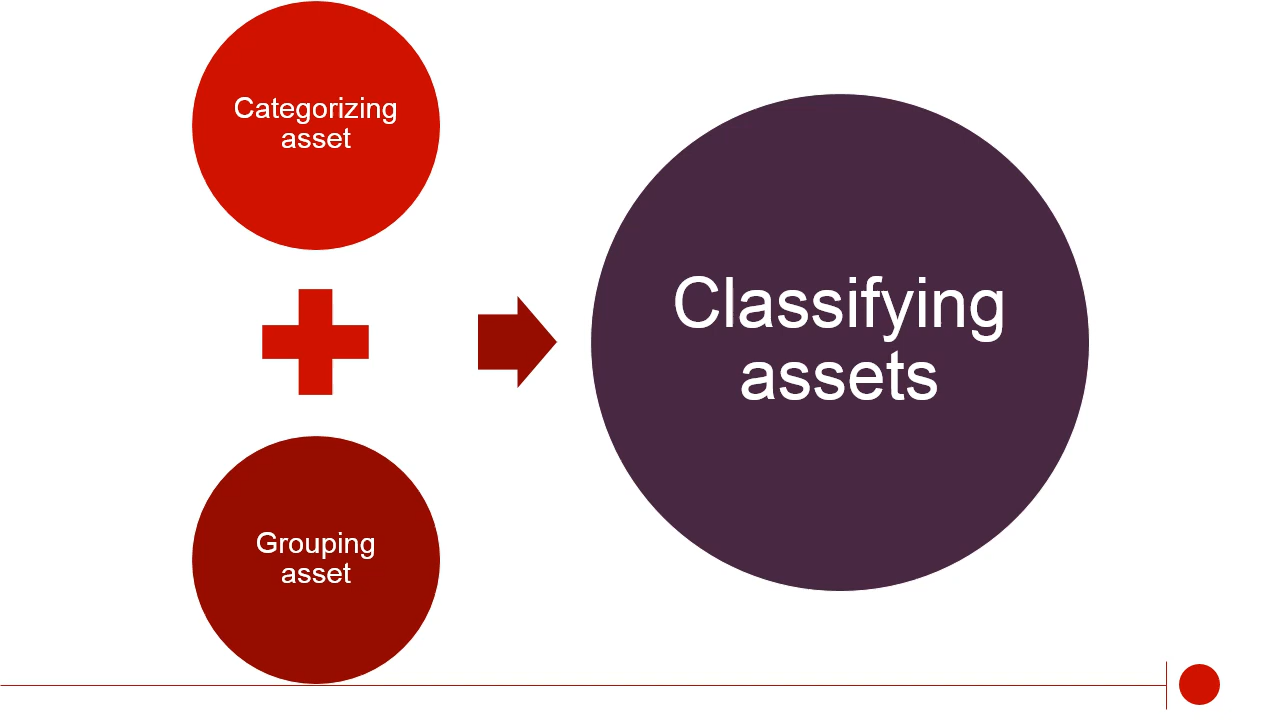 Categorizing
asset
Grouping
asset
Classifying
assets